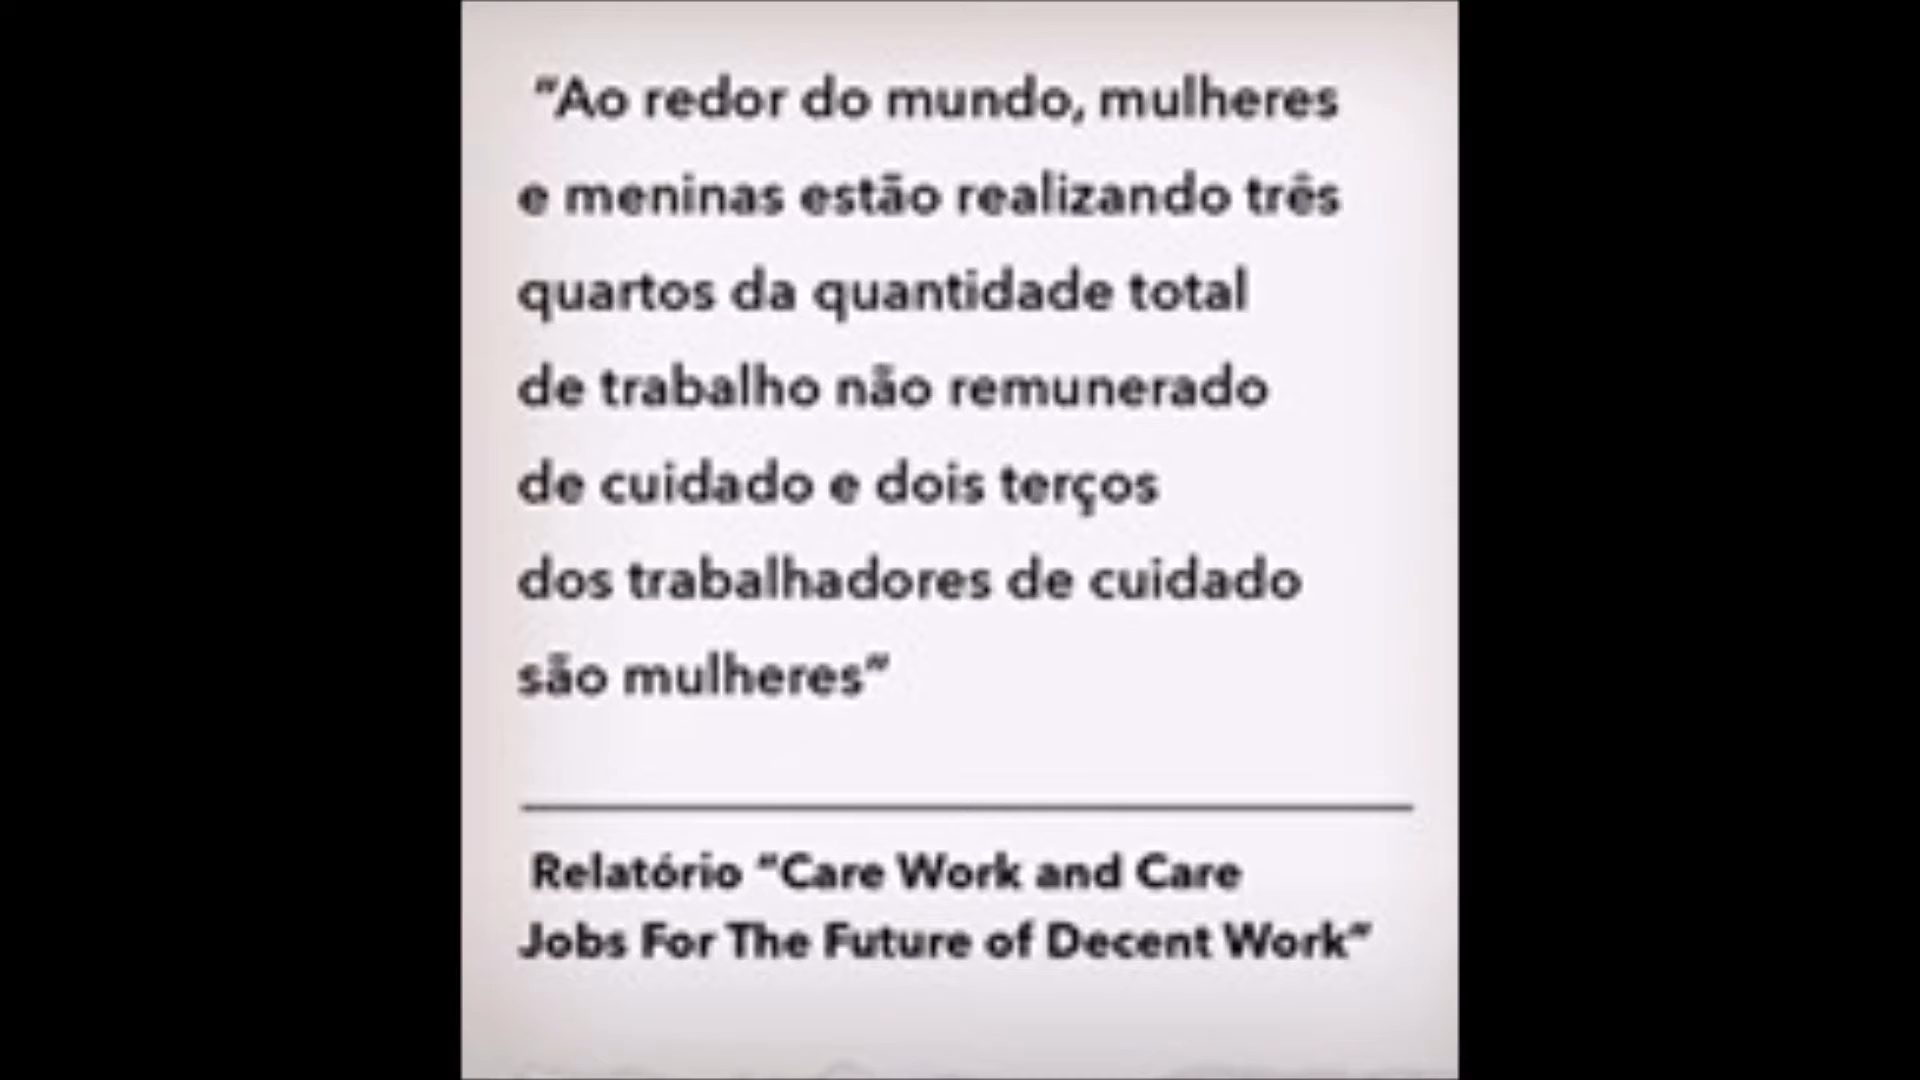 "Ao redor do mundo, mulheres
e meninas estão realizando três
quartos da quantidade total
de trabalho não remunerado
de cuidado e dois terços
dos trabalhadores de cuidado
são mulheres"
Relatório "Care Work and Care
Jobs For The Future of Decent Work"